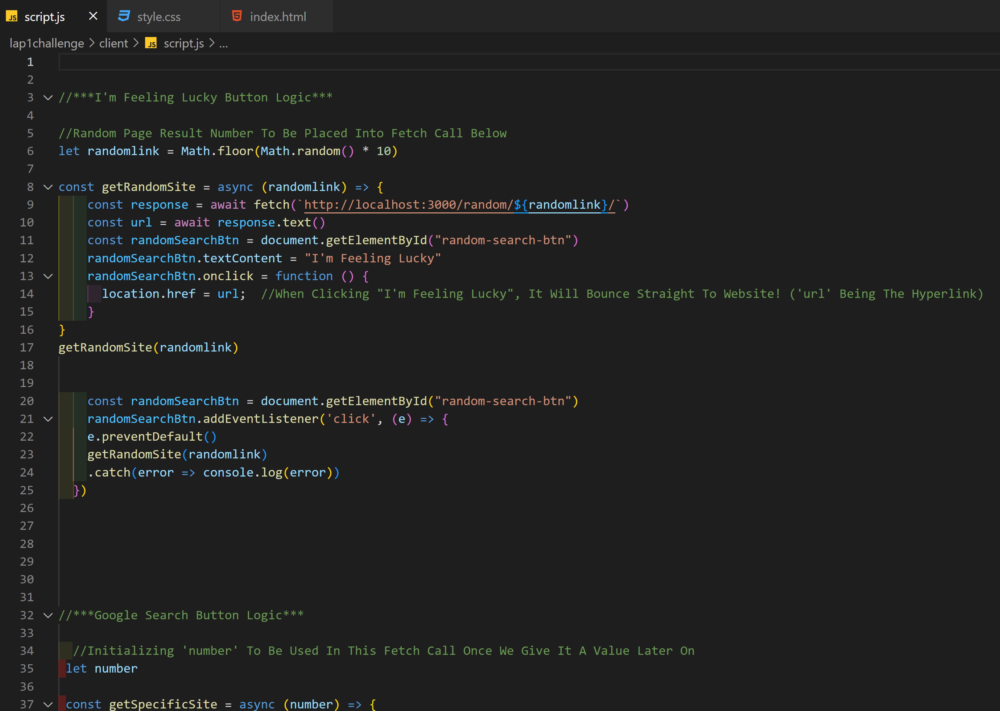 JS script.js × style.css index.html
lap1challenge > client > JS script.js > ...
1
2
3 //***I'm Feeling Lucky Button Logic***
4
5 //Random Page Result Number To Be Placed Into Fetch Call Below
6 let randomlink = Math.floor(Math.random() * 10)
7
8 const getRandomSite = async (randomlink) => {
9 const response = await fetch(`http://localhost:3000/random/${randomlink}/`)
10 const url = await response.text()
11 const randomSearchBtn = document.getElementById("random-search-btn")
12 randomSearchBtn.textContent = "I'm Feeling Lucky"
13 randomSearchBtn.onclick = function () {
14 location.href = url; //When Clicking "I'm Feeling Lucky", It Will Bounce Straight To Website! ('url' Being The Hyperlink)
15 }
16 }
17 getRandomSite(randomlink)
18
19
20 const randomSearchBtn = document.getElementById("random-search-btn")
21 randomSearchBtn.addEventListener('click', (e) => {
22 e.preventDefault()
23 getRandomSite(randomlink)
24 .catch(error => console.log(error))
25 })
26
27
28
29
30
31
32 //***Google Search Button Logic***
33
34 //Initializing 'number' To Be Used In This Fetch Call Once We Give It A Value Later On
35 let number
36
37 const getSpecificSite = async (number) => {